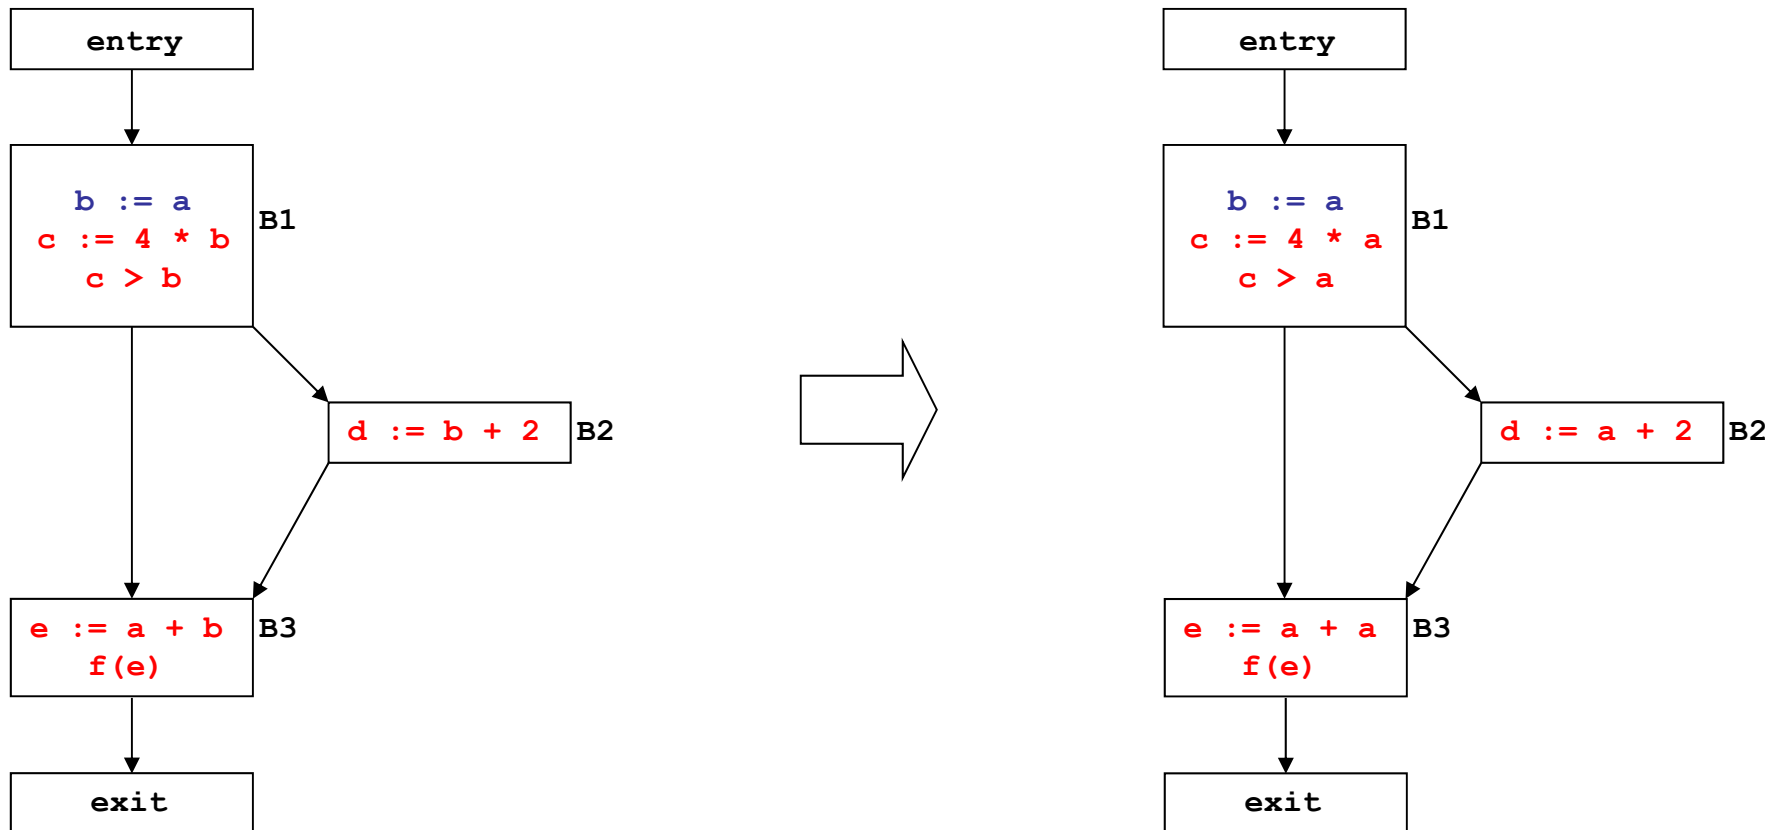 entry
b := a
c := 4 * b
c > b
B1
d := b + 2
B2
e := a + b
f(e)
B3
exit
entry
b := a
c := 4 * a
c > a
B1
d := a + 2
B2
e := a + a
f(e)
B3
exit